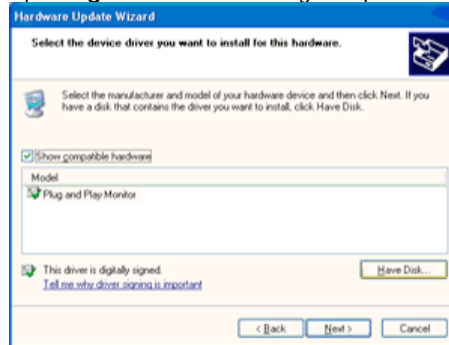 Hardware Update Wizard
Select the device driver you want to install for this hardware.
Select the manufacturer and model of your hardware device and then click Next. If you
have a disk that contains the driver you want to install, click Have Disk.
Show compatible hardware
Model
Plug and Play Monitor
This driver is digitally signed.
Have Disk...
Tell me why driver signing is important
< Back
Next >
Cancel